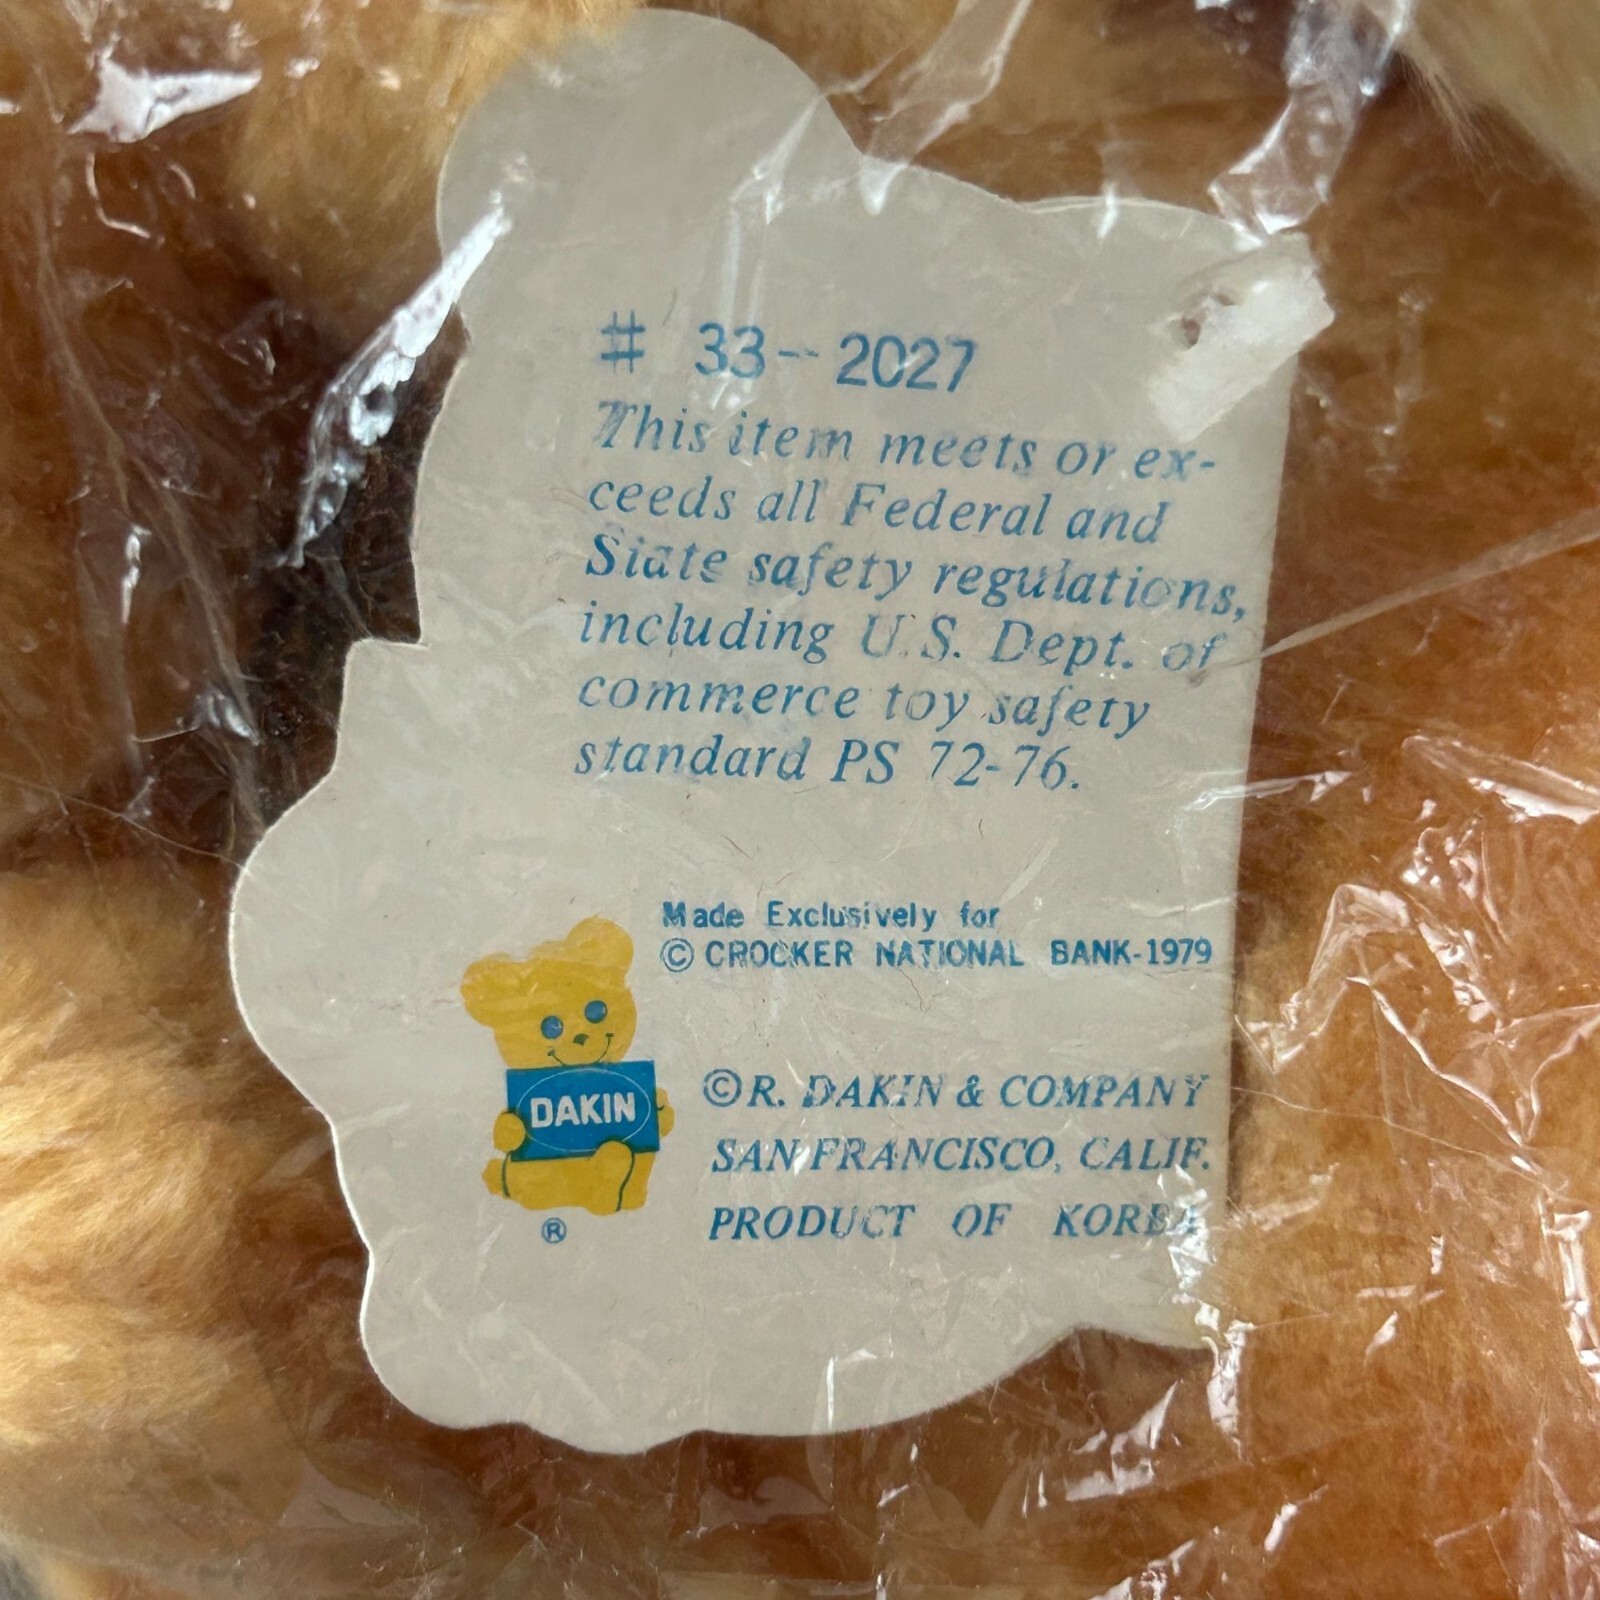 # 33-2027
This item meets or ex-
ceeds all Federal and
State safety regulations,
including U.S. Dept. of
commerce toy safety
standard PS 72-76.
Made Exclusively for
© CROCKER NATIONAL BANK-1979
DAKIN
®
© R. DAKIN & COMPANY
SAN FRANCISCO, CALIF.
PRODUCT OF KOREA